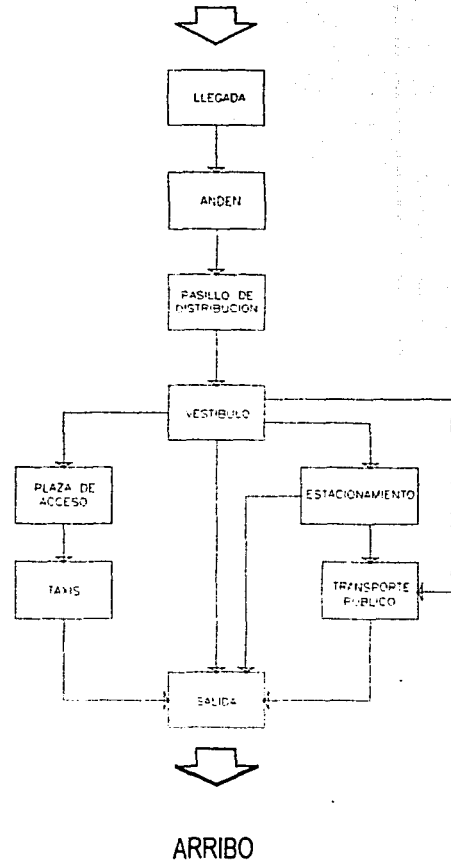 LLEGADA
ANDEN
PASILLO DE
DISTRIBUCION
VESTIBULO
PLAZA DE
ACCESO
ESTACIONAMIENTO
TAXIS
TRANSPORTE
PUBLICO
SALIDA
ARRIBO